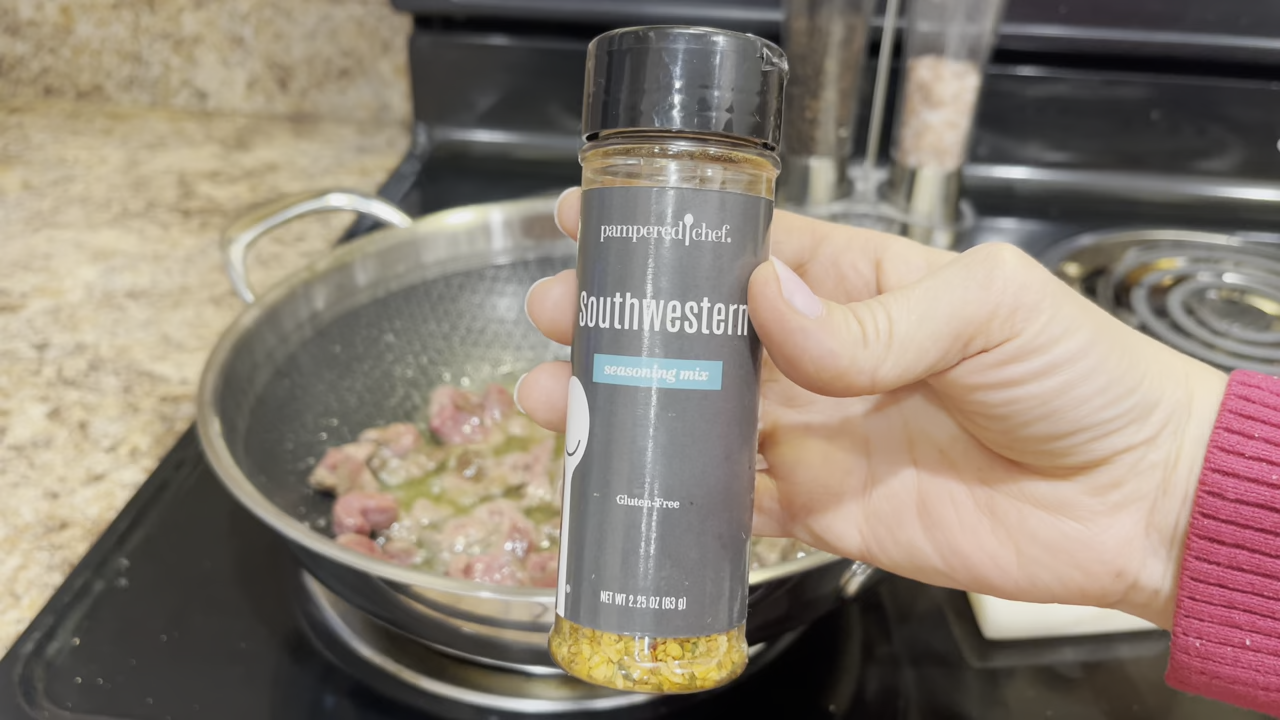 pampered chef®
Southwestern
seasoning mix
Gluten-Free
NET WT 2.25 OZ (63 g)